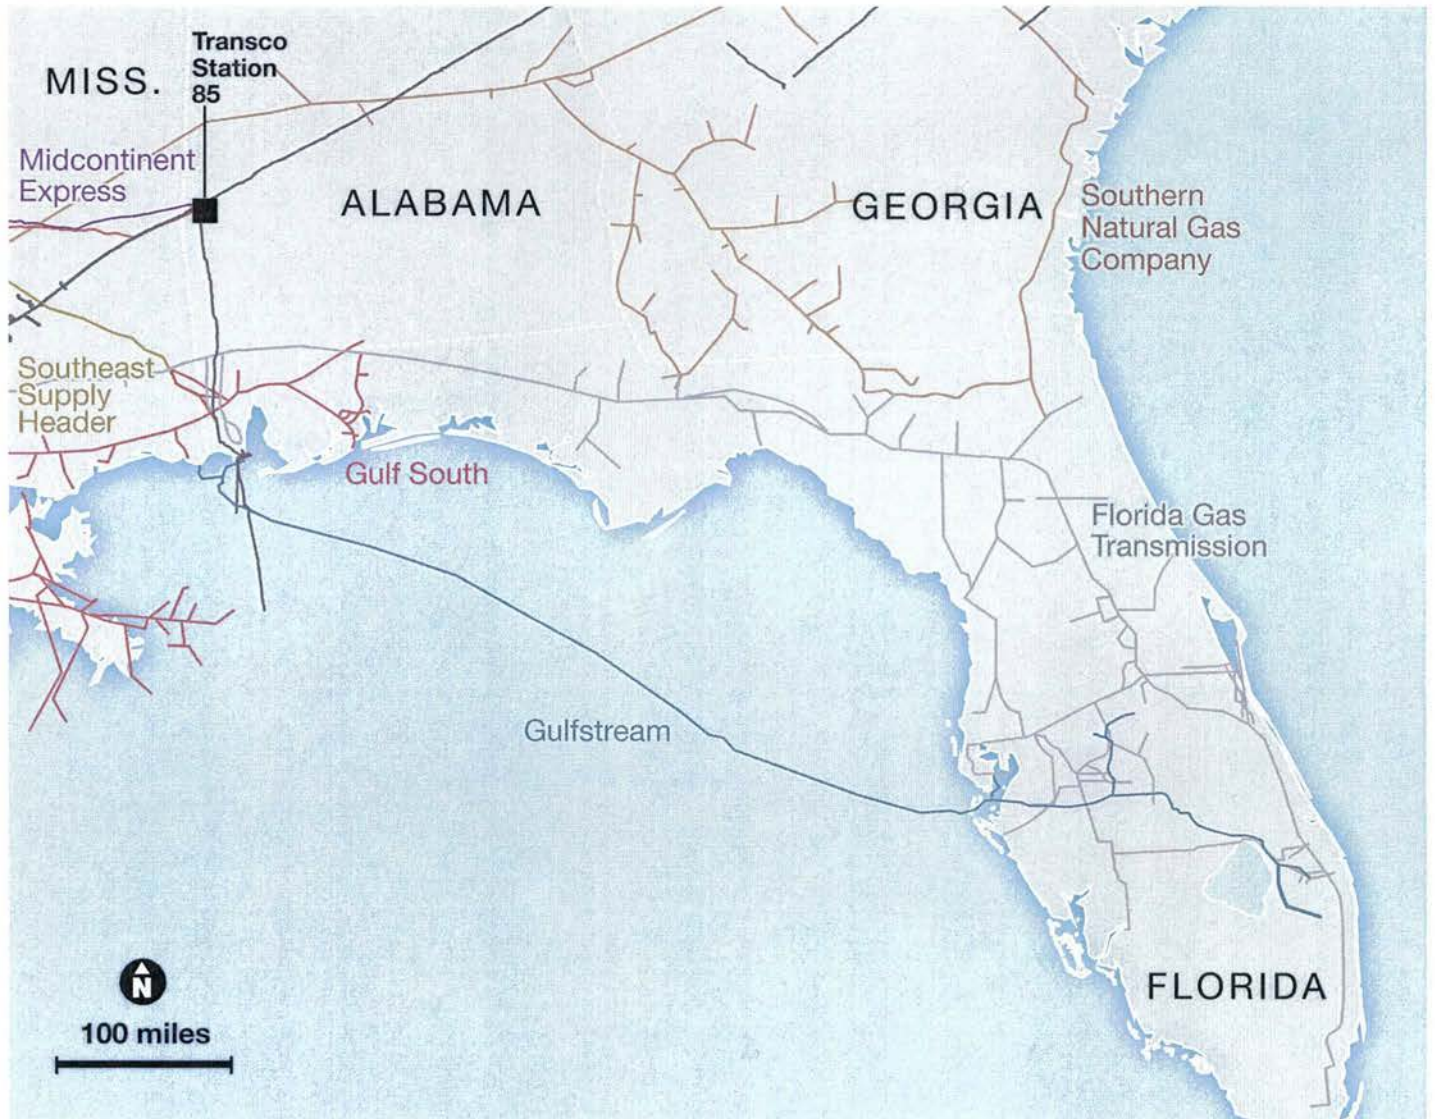 Transco
Station
85
MISS.
Midcontinent
Express
ALABAMA
GEORGIA
Southern
Natural Gas
Company
Southeast
Supply
Header
Gulf South
Florida Gas
Transmission
Gulfstream
N
FLORIDA
100 miles